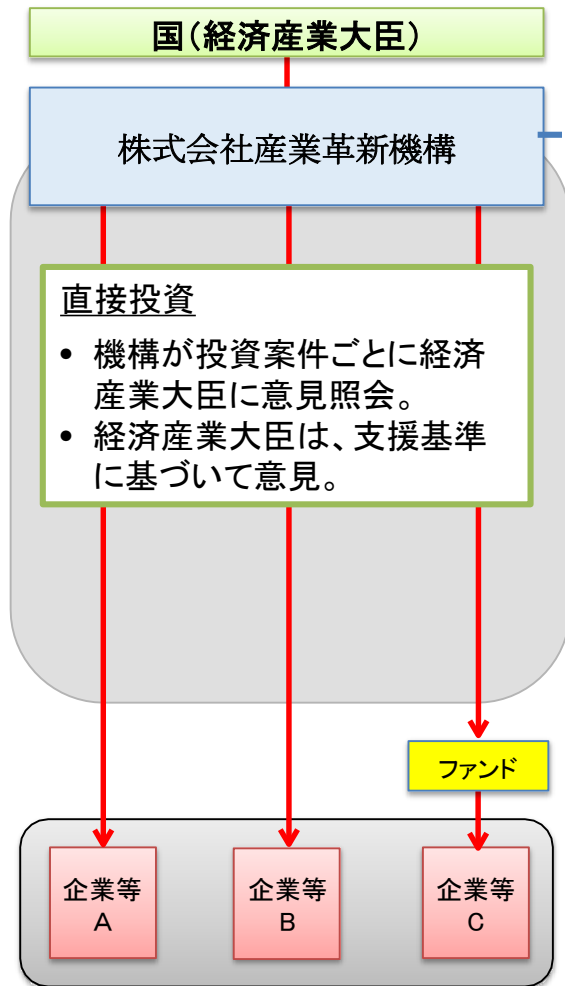 国(経済産業大臣)
株式会社産業革新機構
直接投資
• 機構が投資案件ごとに経済
産業大臣に意見照会。
• 経済産業大臣は、支援基準
に基づいて意見。
ファンド
企業等
A
企業等
B
企業等
C